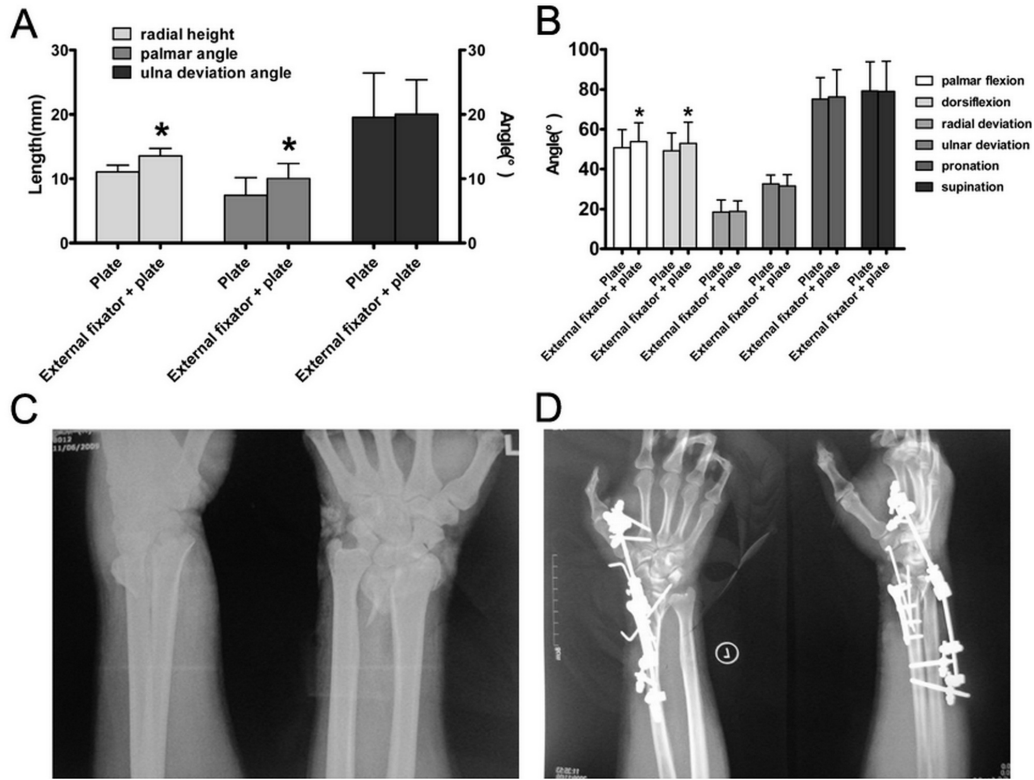 A
radial height
palmar angle
ulna deviation angle
30
20
10
0
Length(mm)
30
20
10
0
Angle(°)
*
*
Plate
External fixator + plate
Plate
External fixator + plate
Plate
External fixator + plate
B
100
80
60
40
20
0
Angle(°)
*
*
palmar flexion
dorsiflexion
radial deviation
ulnar deviation
pronation
supination
Plate
External fixator + plate
Plate
External fixator + plate
Plate
External fixator + plate
Plate
External fixator + plate
Plate
External fixator + plate
Plate
External fixator + plate
C
11/06/2009
L
D
L